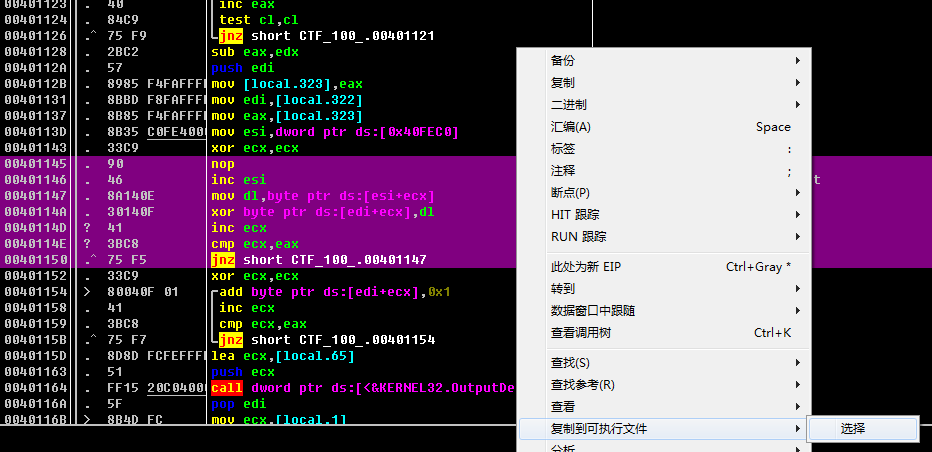 00401123 . 40 inc eax
00401124 . 84C9 test cl,cl
00401126 .^ 75 F9 jnz short CTF_100_.00401121
00401128 . 2BC2 sub eax,edx
0040112A . 57 push edi
0040112B . 8985 F4FAFFFF mov [local.323],eax
00401131 . 8BBD F8FAFFFF mov edi,[local.322]
00401137 . 8B85 F4FAFFFF mov eax,[local.323]
0040113D . 8B35 C0FE4000 mov esi,dword ptr ds:[0x40FEC0]
00401143 . 33C9 xor ecx,ecx
00401145 . 90 nop
00401146 . 46 inc esi
00401147 . 8A140E mov dl,byte ptr ds:[esi+ecx]
0040114A . 30140F xor byte ptr ds:[edi+ecx],dl
0040114D ? 41 inc ecx
0040114E ? 3BC8 cmp ecx,eax
00401150 .^ 75 F5 jnz short CTF_100_.00401147
00401152 . 33C9 xor ecx,ecx
00401154 > 80040F 01 add byte ptr ds:[edi+ecx],0x1
00401158 . 41 inc ecx
00401159 . 3BC8 cmp ecx,eax
0040115B .^ 75 F7 jnz short CTF_100_.00401154
0040115D . 8D8D FCFEFFFF lea ecx,[local.65]
00401163 . 51 push ecx
00401164 . FF15 20C04000 call dword ptr ds:[<&KERNEL32.OutputDe
0040116A . 5F pop edi
0040116B > 8B4D FC mov ecx,[local.1]
t
备份
复制
二进制
汇编(A) Space
标签 :
注释 ;
断点(P)
HIT 跟踪
RUN 跟踪
此处为新 EIP Ctrl+Gray *
转到
数据窗口中跟随
查看调用树 Ctrl+K
查找(S)
查找参考(R)
查看
复制到可执行文件
选择
分析